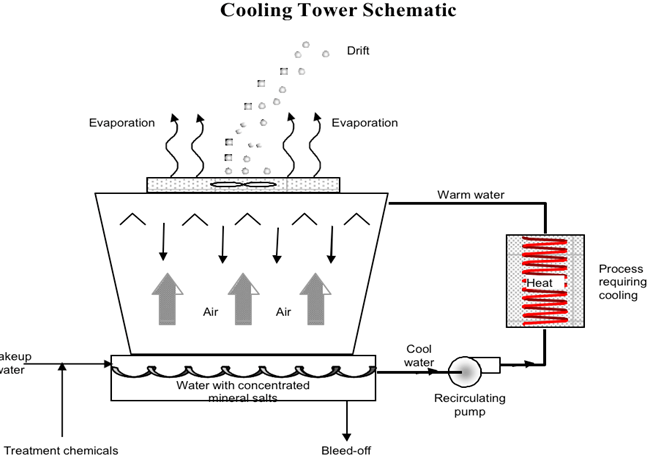 Cooling Tower Schematic
Drift
Evaporation
Evaporation
Warm water
Heat
Process
requiring
cooling
Air
Air
Cool
water
akeup
water
Water with concentrated
mineral salts
Recirculating
pump
Treatment chemicals
Bleed-off